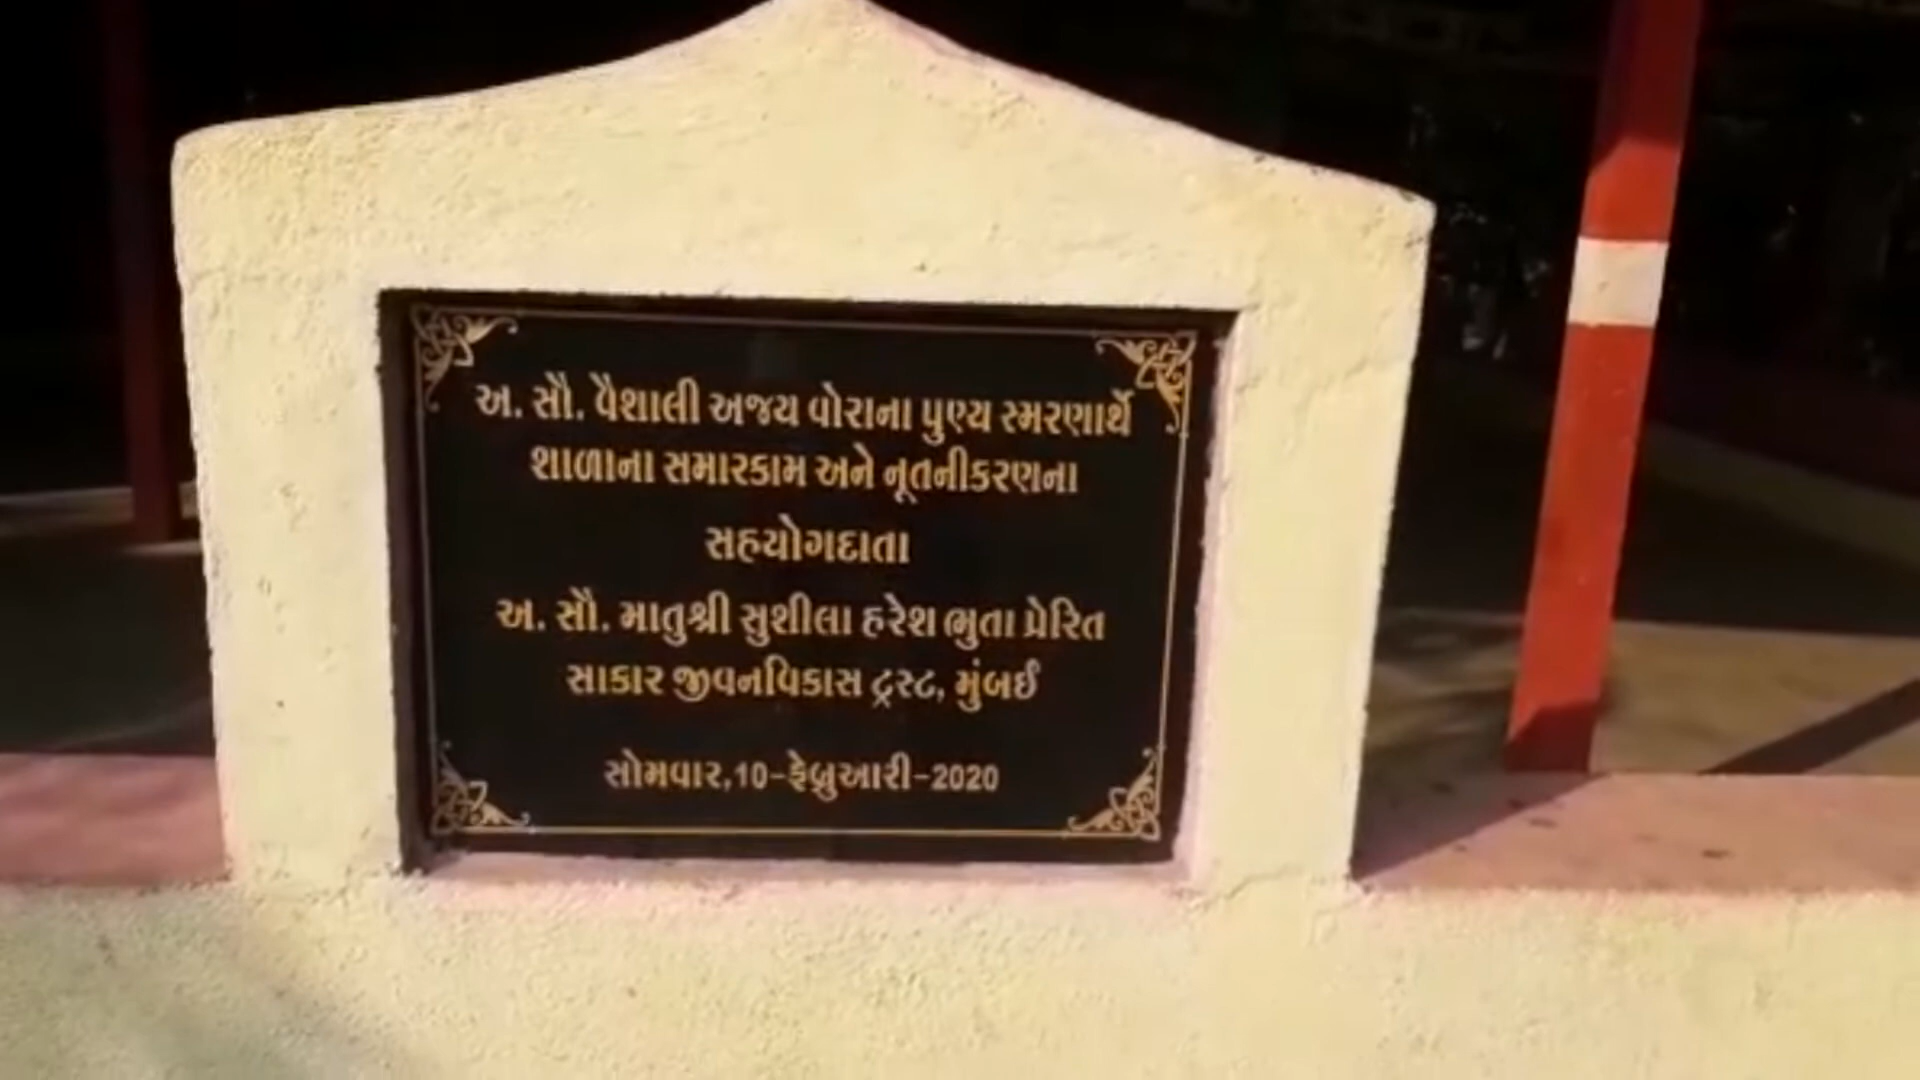 અ. સૌ. વૈશાલી અજય વોરાના પુણ્ય સ્મરણાર્થે
શાળાના સમારકામ અને નૂતનીકરણના
સહયોગદાતા
અ. સૌ. માતુશ્રી સુશીલા હરેશ ભુતા પ્રેરિત
સાકાર જીવનવિકાસ ટ્રસ્ટ, મુંબઈ
સોમવાર,10-ફેબ્રુઆરી-2020